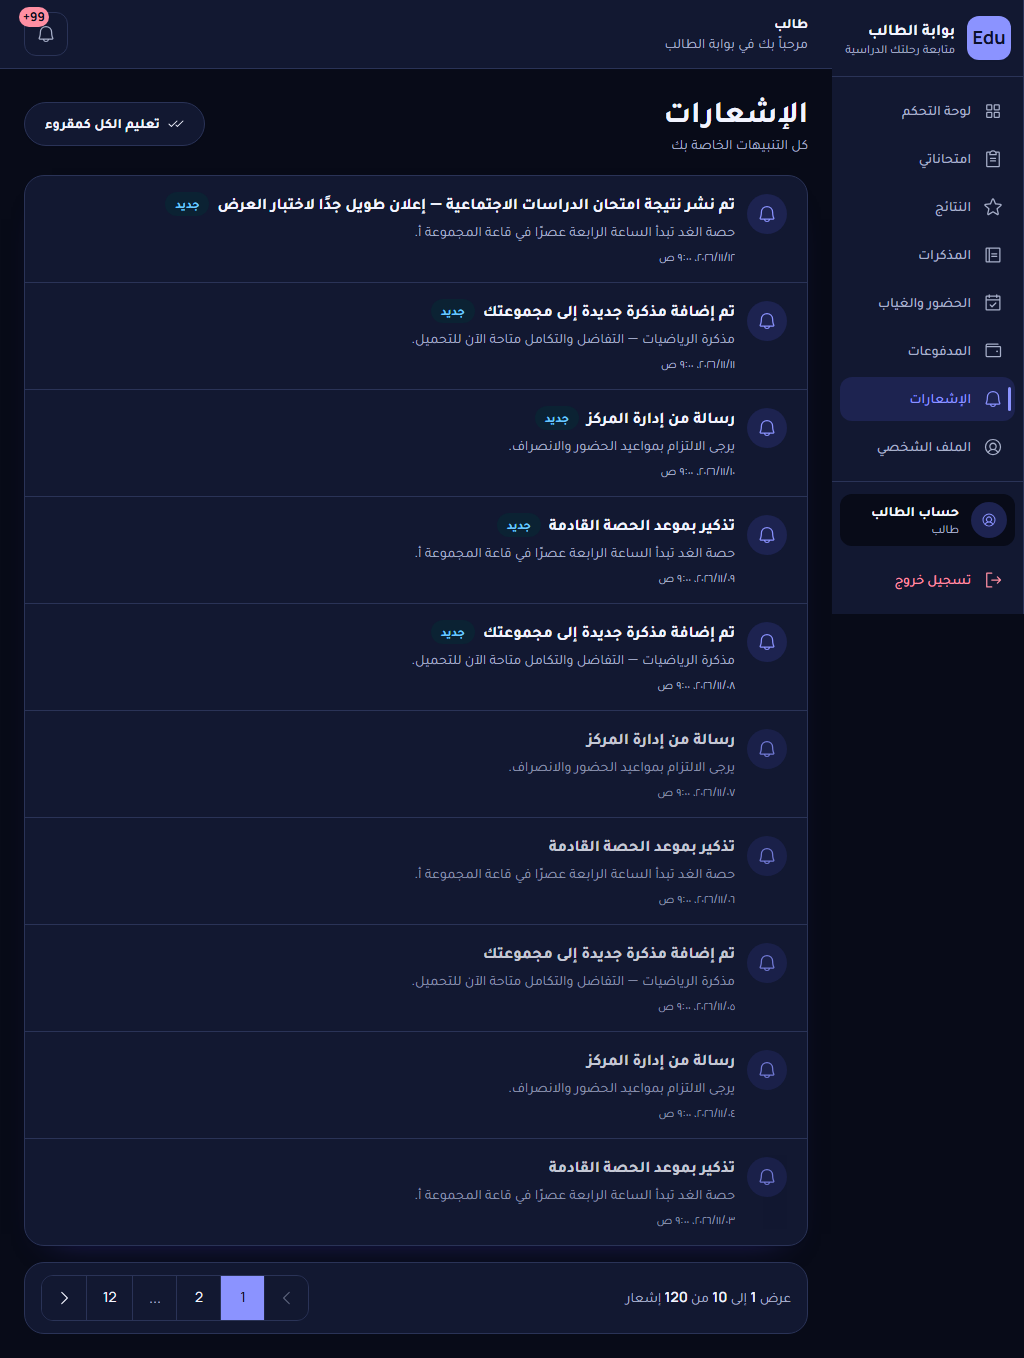 Edu
بوابة الطالب
متابعة رحلتك الدراسية
لوحة التحكم
امتحاناتي
النتائج
المذكرات
الحضور والغياب
المدفوعات
الإشعارات
الملف الشخصي
حساب الطالب
طالب
تسجيل خروج
طالب
مرحباً بك في بوابة الطالب
+99
الإشعارات
كل التنبيهات الخاصة بك
تعليم الكل كمقروء
تم نشر نتيجة امتحان الدراسات الاجتماعية — إعلان طويل جدًا لاختبار العرض جديد
حصة الغد تبدأ الساعة الرابعة عصرًا في قاعة المجموعة أ.
٢٠٢٦/١١/١٢، ٩:٠٠ ص
تم إضافة مذكرة جديدة إلى مجموعتك جديد
مذكرة الرياضيات — التفاضل والتكامل متاحة الآن للتحميل.
٢٠٢٦/١١/١١، ٩:٠٠ ص
رسالة من إدارة المركز جديد
يرجى الالتزام بمواعيد الحضور والانصراف.
٢٠٢٦/١١/١٠، ٩:٠٠ ص
تذكير بموعد الحصة القادمة جديد
حصة الغد تبدأ الساعة الرابعة عصرًا في قاعة المجموعة أ.
٢٠٢٦/١١/٠٩، ٩:٠٠ ص
تم إضافة مذكرة جديدة إلى مجموعتك جديد
مذكرة الرياضيات — التفاضل والتكامل متاحة الآن للتحميل.
٢٠٢٦/١١/٠٨، ٩:٠٠ ص
رسالة من إدارة المركز
يرجى الالتزام بمواعيد الحضور والانصراف.
٢٠٢٦/١١/٠٧، ٩:٠٠ ص
تذكير بموعد الحصة القادمة
حصة الغد تبدأ الساعة الرابعة عصرًا في قاعة المجموعة أ.
٢٠٢٦/١١/٠٦، ٩:٠٠ ص
تم إضافة مذكرة جديدة إلى مجموعتك
مذكرة الرياضيات — التفاضل والتكامل متاحة الآن للتحميل.
٢٠٢٦/١١/٠٥، ٩:٠٠ ص
رسالة من إدارة المركز
يرجى الالتزام بمواعيد الحضور والانصراف.
٢٠٢٦/١١/٠٤، ٩:٠٠ ص
تذكير بموعد الحصة القادمة
حصة الغد تبدأ الساعة الرابعة عصرًا في قاعة المجموعة أ.
٢٠٢٦/١١/٠٣، ٩:٠٠ ص
عرض 1 إلى 10 من 120 إشعار
1 2 ... 12